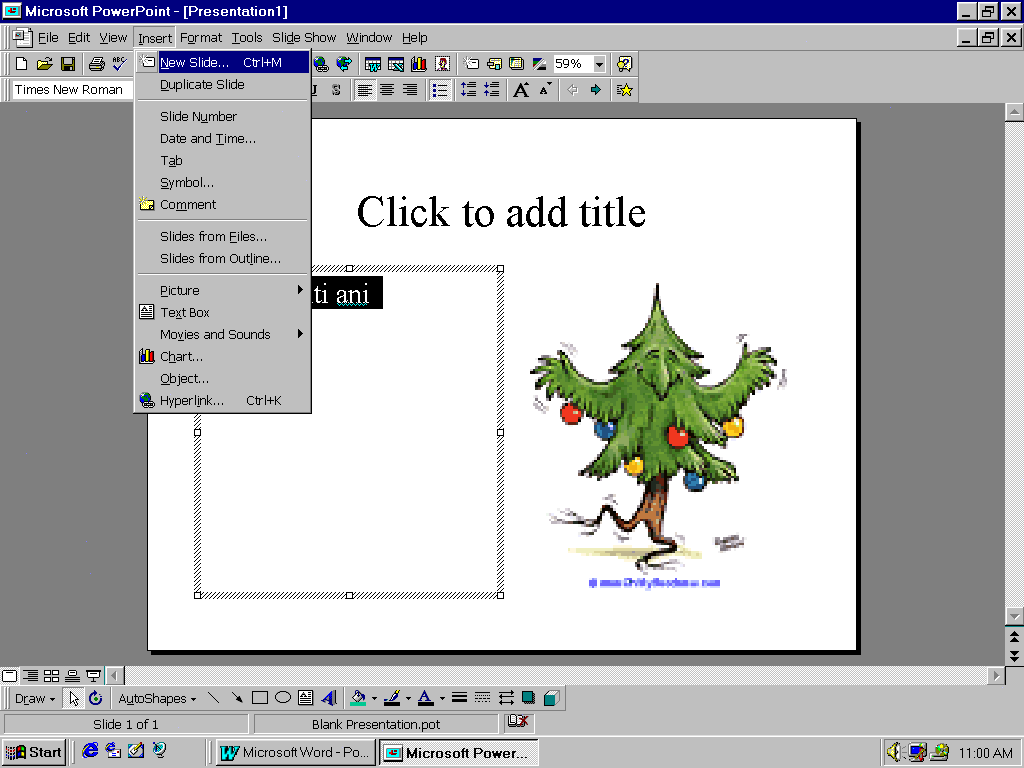 Microsoft PowerPoint - [Presentation1]
File Edit View Insert Format Tools Slide Show Window Help
New Slide... Ctrl+M
59%
Times New Roman
Duplicate Slide
Slide Number
Date and Time...
Tab
Symbol...
Comment
Slides from Files...
Slides from Outline...
Picture
Text Box
Movies and Sounds
Chart...
Object...
Hyperlink... Ctrl+K
Click to add title
ti ani
Draw AutoShapes
Slide 1 of 1 Blank Presentation.pot
Start Microsoft Word - Po... Microsoft Power... 11:00 AM